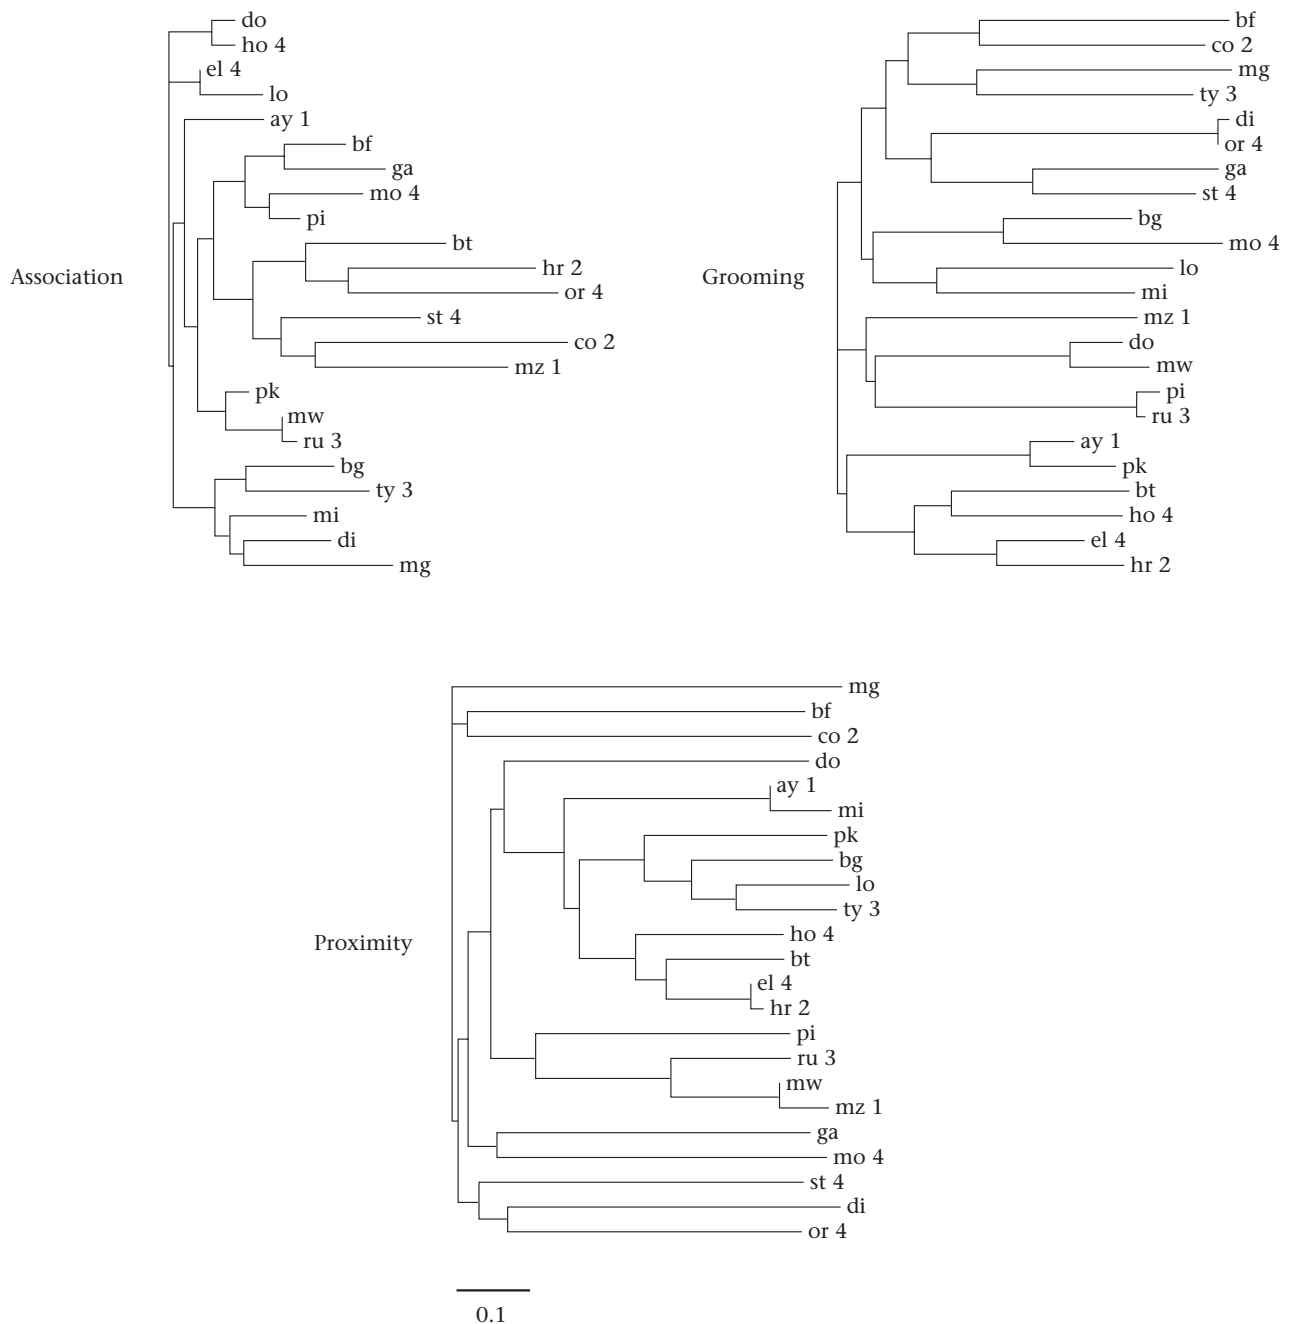 Association
do
ho 4
el 4
lo
ay 1
bf
ga
mo 4
pi
bt
hr 2
or 4
st 4
co 2
mz 1
pk
mw
ru 3
bg
ty 3
mi
di
mg
Grooming
bf
co 2
mg
ty 3
di
or 4
ga
st 4
bg
mo 4
lo
mi
mz 1
do
mw
pi
ru 3
ay 1
pk
bt
ho 4
el 4
hr 2
Proximity
mg
bf
co 2
do
ay 1
mi
pk
bg
lo
ty 3
ho 4
bt
el 4
hr 2
pi
ru 3
mw
mz 1
ga
mo 4
st 4
di
or 4
0.1